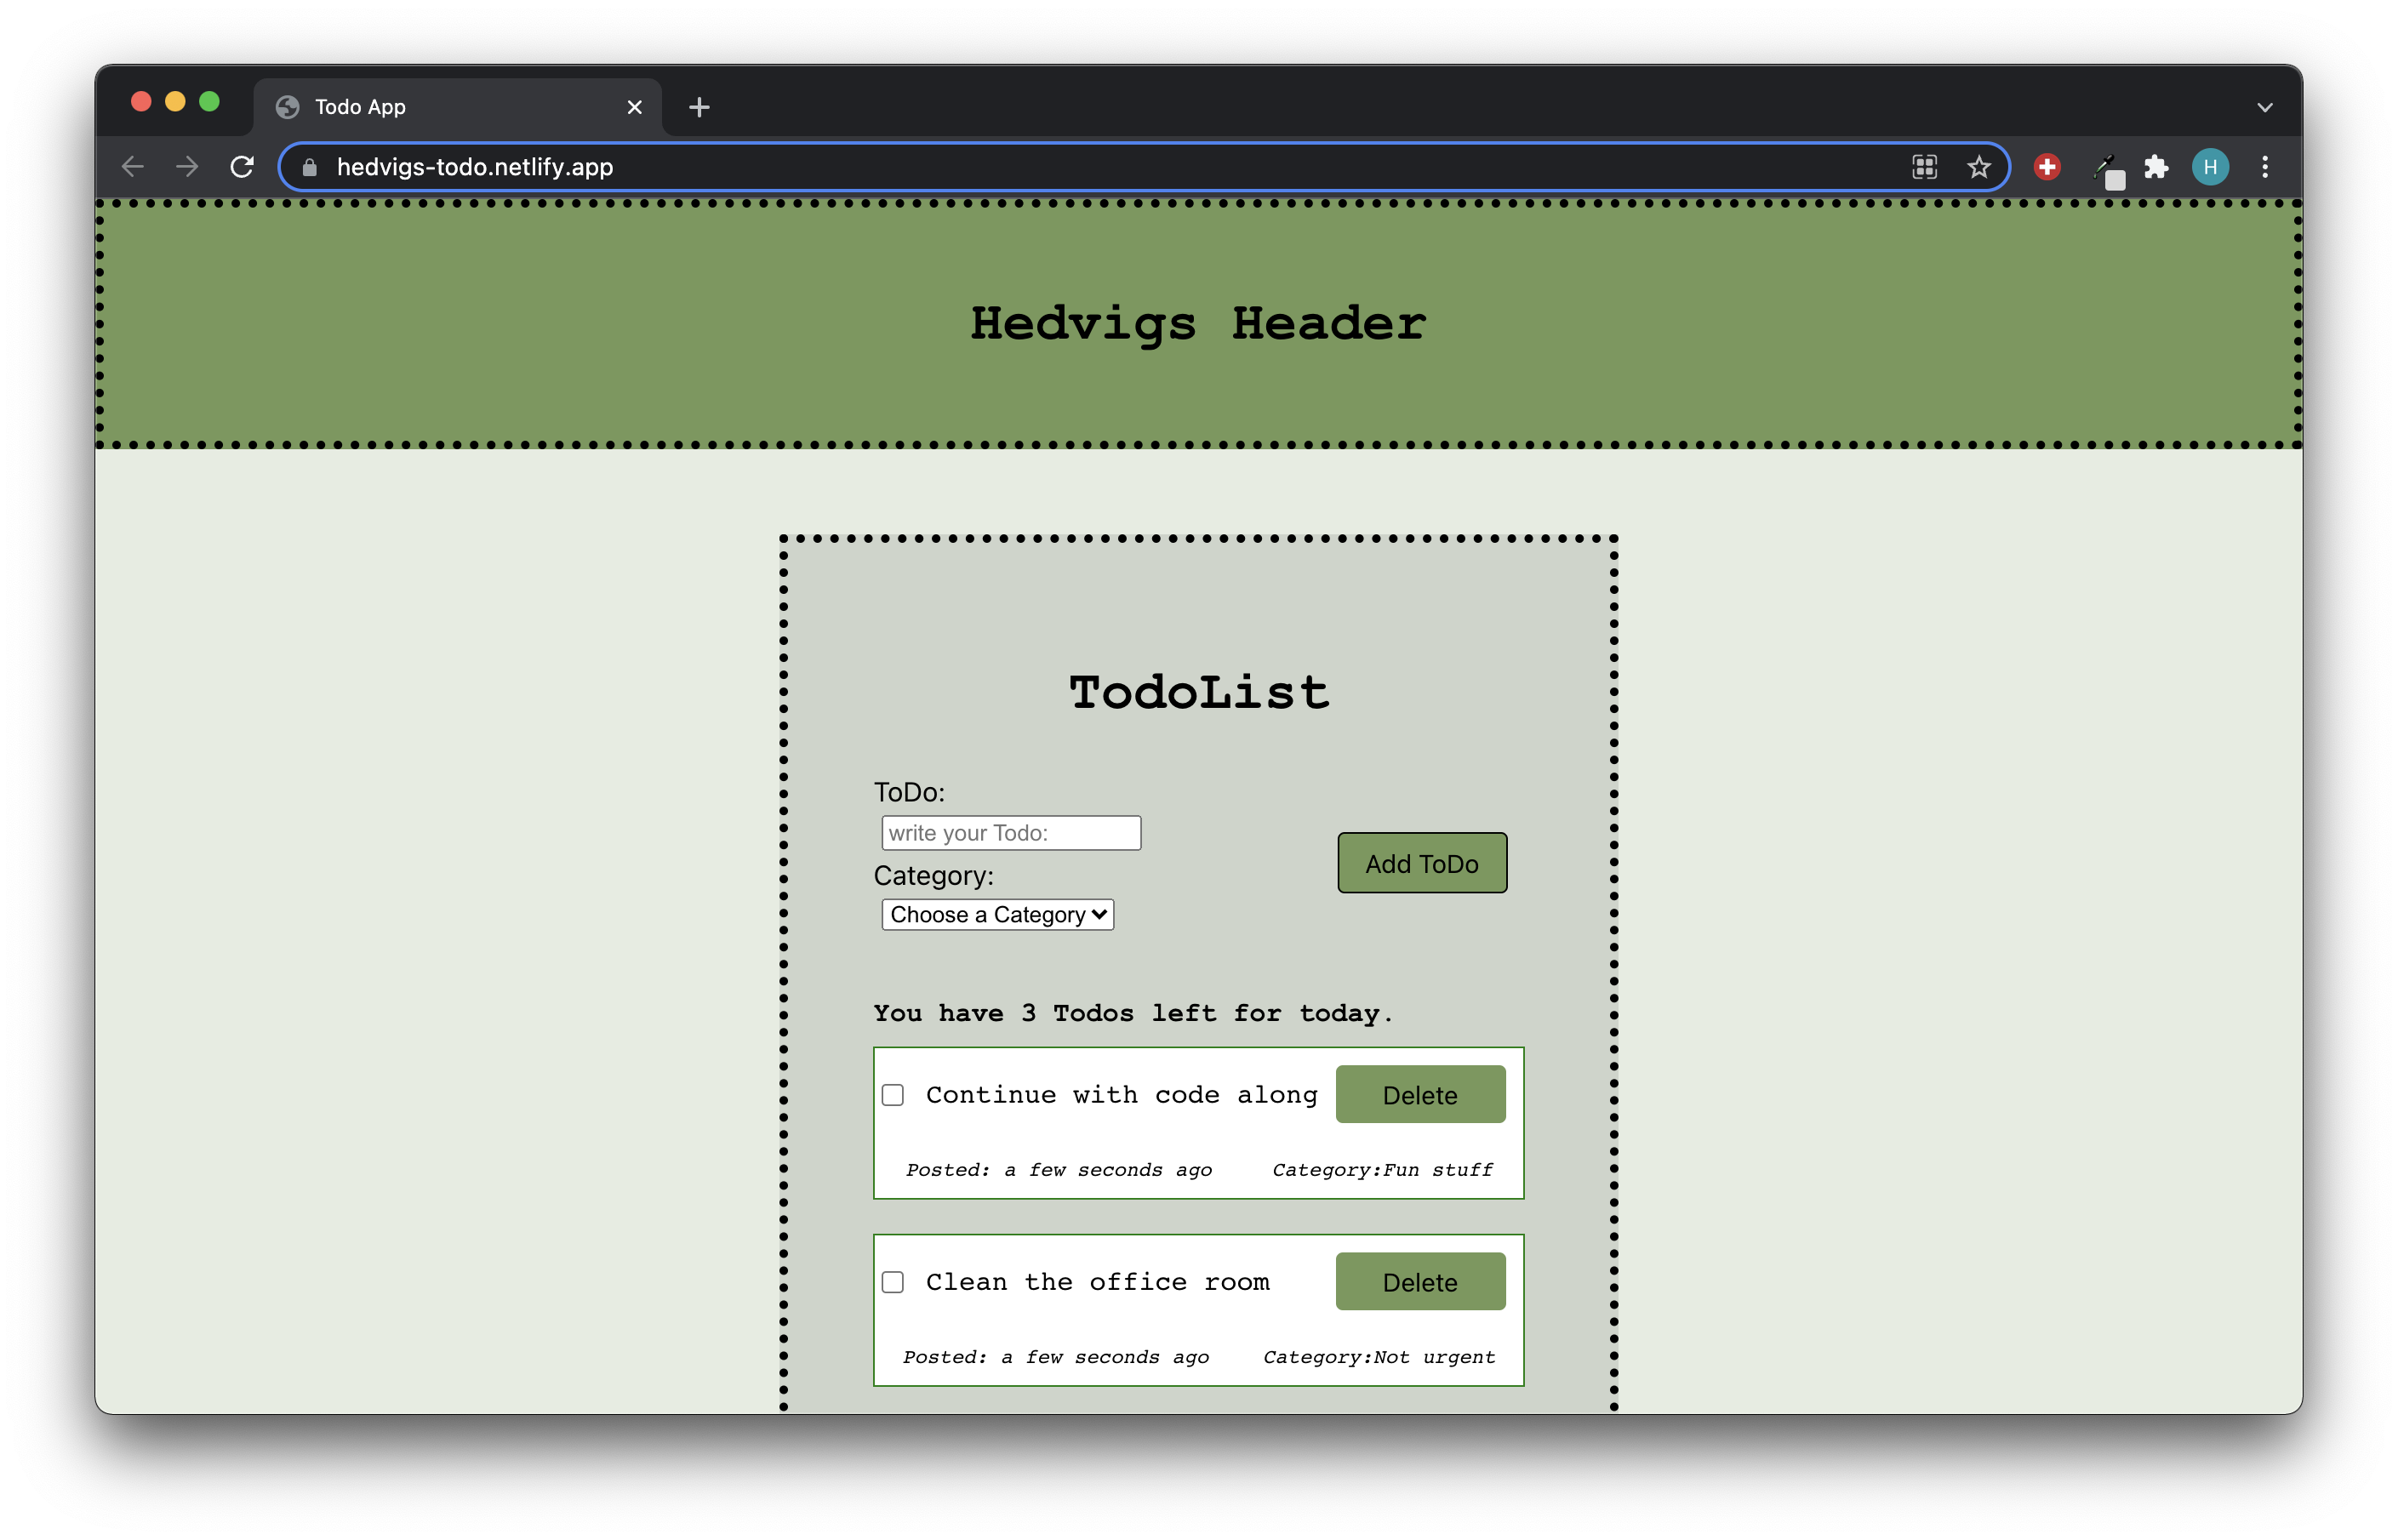 Todo App
hedvigs-todo.netlify.app
H
Hedvigs Header
TodoList
ToDo:
write your Todo:
Add ToDo
Category:
Choose a Category
You have 3 Todos left for today.
Continue with code along
Delete
Posted: a few seconds ago
Category:Fun stuff
Clean the office room
Delete
Posted: a few seconds ago
Category:Not urgent